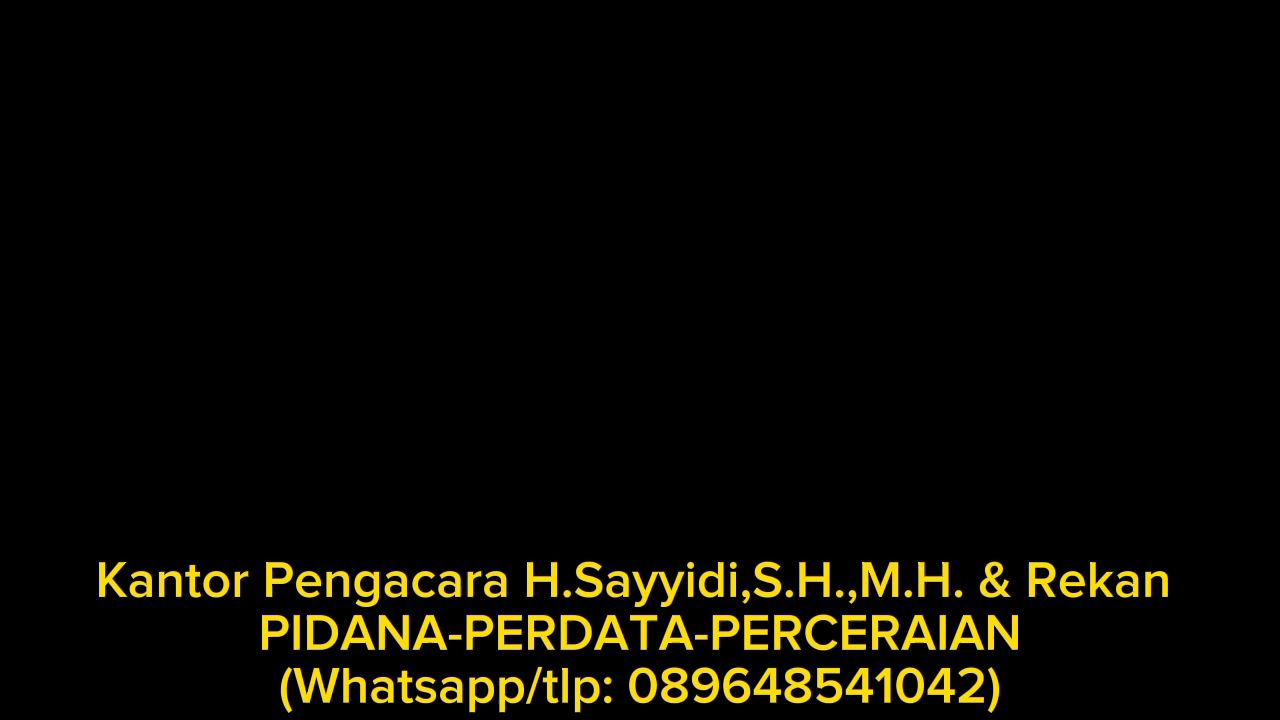 Kantor Pengacara H.Sayyidi,S.H.,M.H. & Rekan
PIDANA-PERDATA-PERCERAIAN
(Whatsapp/tlp: 089648541042)